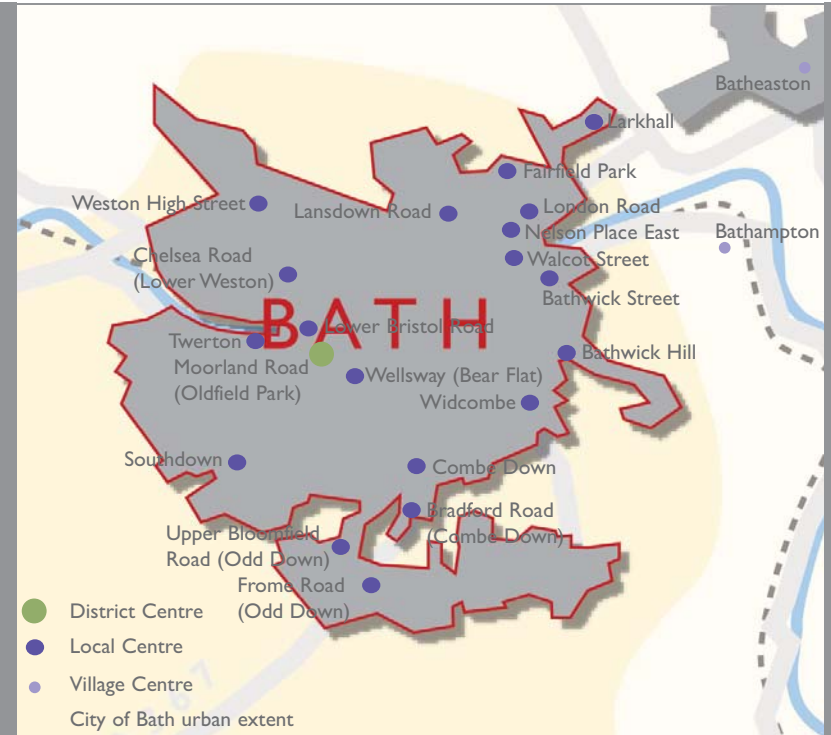 Batheaston
Larkhall
Fairfield Park
Weston High Street
Lansdown Road
London Road
Nelson Place East
Bathampton
Chelsea Road
(Lower Weston)
Walcot Street
Bathwick Street
BATH
Lower Bristol Road
Twerton
Bathwick Hill
Moorland Road
(Oldfield Park)
Wellsway (Bear Flat)
Widcombe
Southdown
Combe Down
Bradford Road
(Combe Down)
Upper Bloomfield
Road (Odd Down)
Frome Road
(Odd Down)
District Centre
Local Centre
Village Centre
City of Bath urban extent